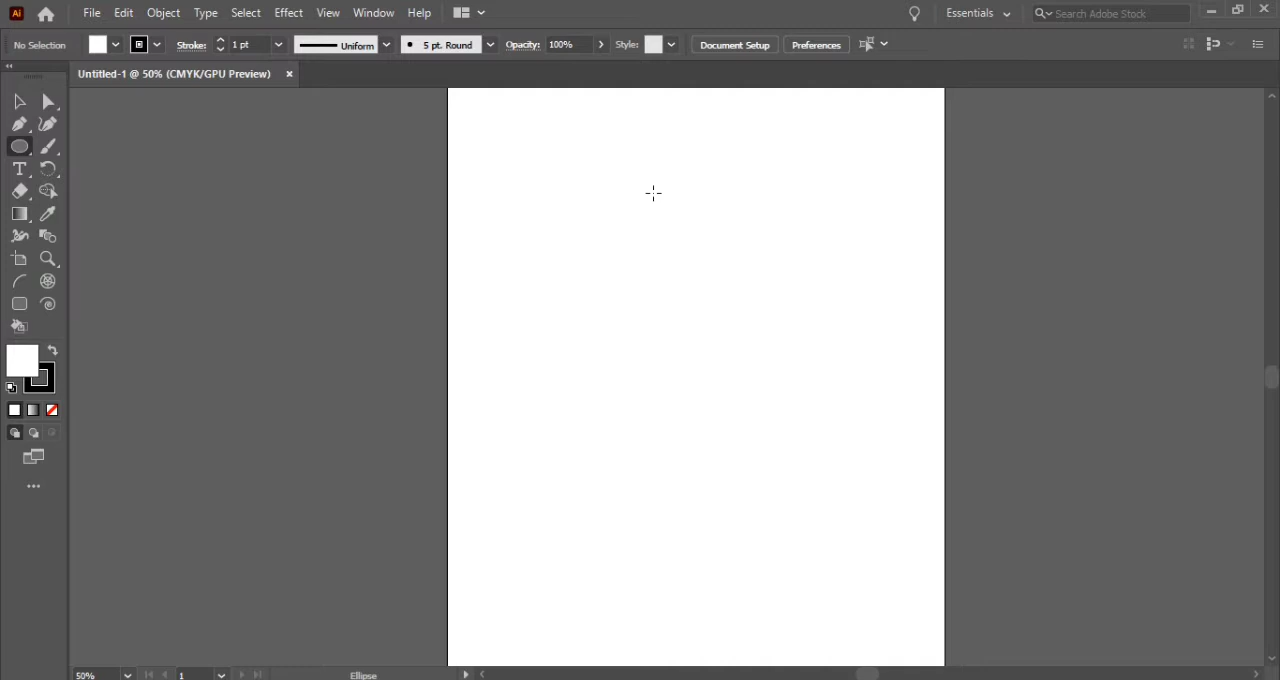 Ai File Edit Object Type Select Effect View Window Help Essentials Search Adobe Stock
No Selection Stroke: 1 pt Uniform 5 pt. Round Opacity: 100% Style: Document Setup Preferences
Untitled-1 @ 50% (CMYK/GPU Preview) ×
T
50% 1 Ellipse